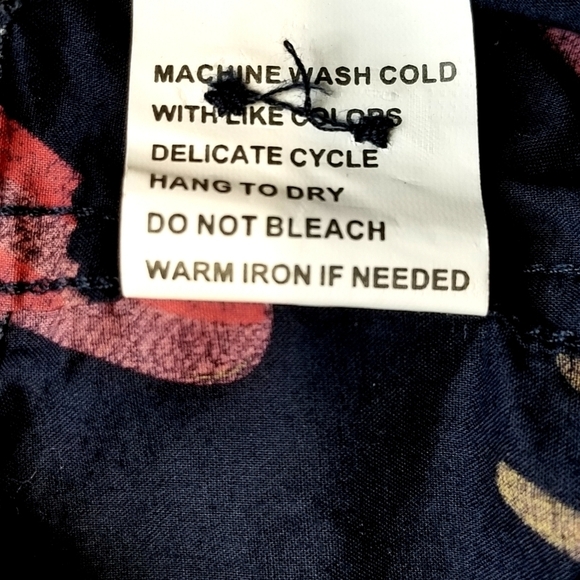 MACHINE WASH COLD
WITH LIKE COLORS
DELICATE CYCLE
HANG TO DRY
DO NOT BLEACH
WARM IRON IF NEEDED